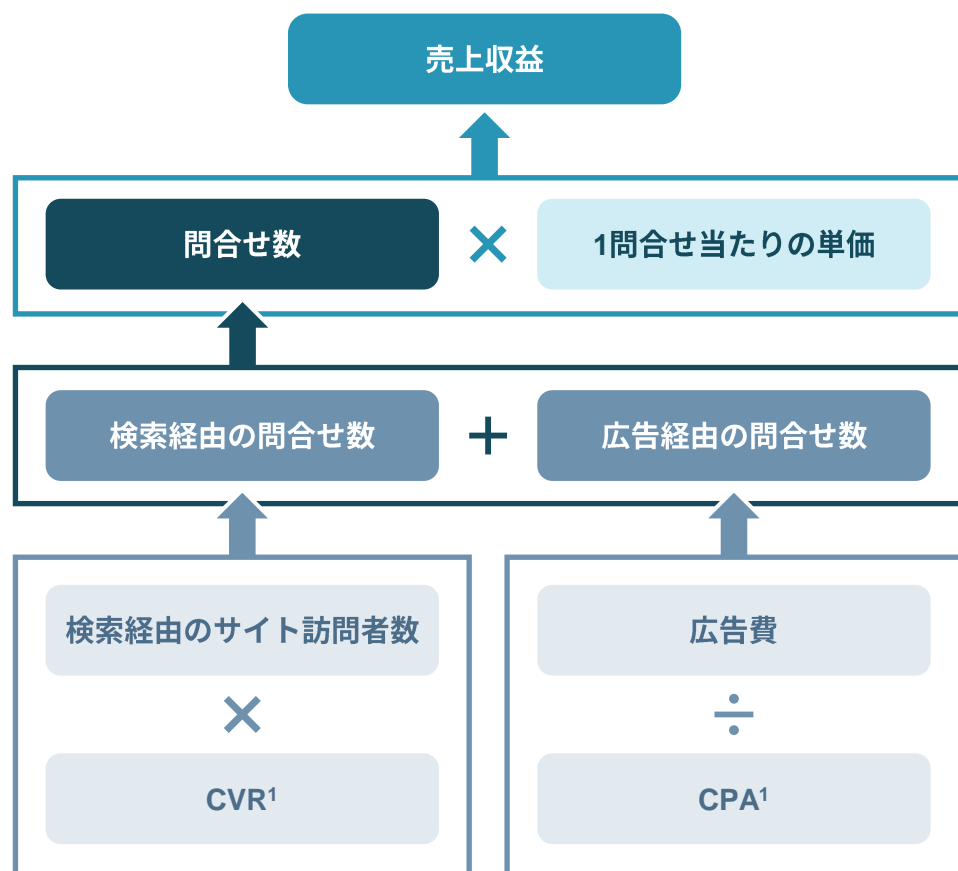 売上収益
問合せ数 × 1問合せ当たりの単価
検索経由の問合せ数 + 広告経由の問合せ数
検索経由のサイト訪問者数 広告費
× ÷
CVR¹ CPA¹